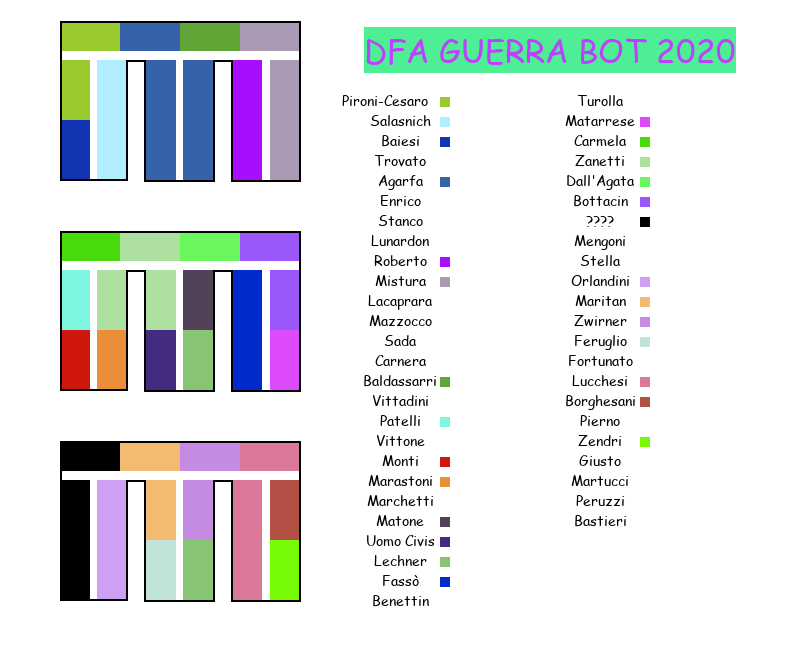 DFA GUERRA BOT 2020
Pironi-Cesaro
Salasnich
Baiesi
Trovato
Agarfa
Enrico
Stanco
Lunardon
Roberto
Mistura
Lacaprara
Mazzocco
Sada
Carnera
Baldassarri
Vittadini
Patelli
Vittone
Monti
Marastoni
Marchetti
Matone
Uomo Civis
Lechner
Fassò
Benettin
Turolla
Matarrese
Carmela
Zanetti
Dall'Agata
Bottacin
????
Mengoni
Stella
Orlandini
Maritan
Zwirner
Feruglio
Fortunato
Lucchesi
Borghesani
Pierno
Zendri
Giusto
Martucci
Peruzzi
Bastieri